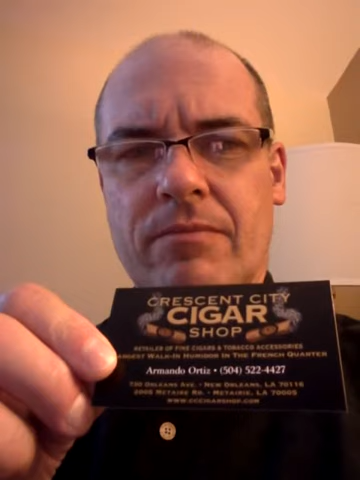 CRESCENT CITY
CIGAR
SHOP
RETAILER OF FINE CIGARS & TOBACCO ACCESSORIES
LARGEST WALK-IN HUMIDOR IN THE FRENCH QUARTER
Armando Ortiz • (504) 522-4427
730 ORLEANS AVE. • NEW ORLEANS, LA 70116
2005 METAIRIE RD. • METAIRIE, LA 70005
WWW.CCCIGARSHOP.COM